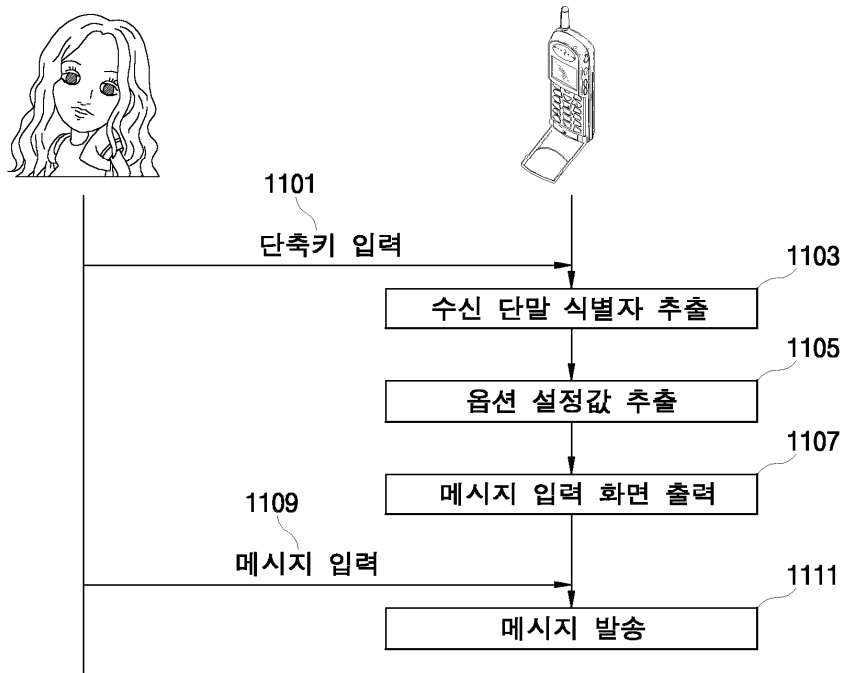 1101
단축키 입력
1103
수신 단말 식별자 추출
1105
옵션 설정값 추출
1107
메시지 입력 화면 출력
1109
메시지 입력
1111
메시지 발송